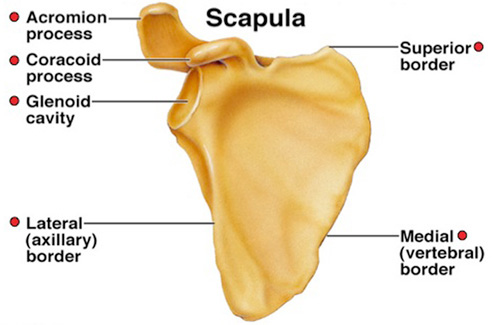 Scapula
Acromion
process
Coracoid
process
Glenoid
cavity
Lateral
(axillary)
border
Superior
border
Medial
(vertebral)
border